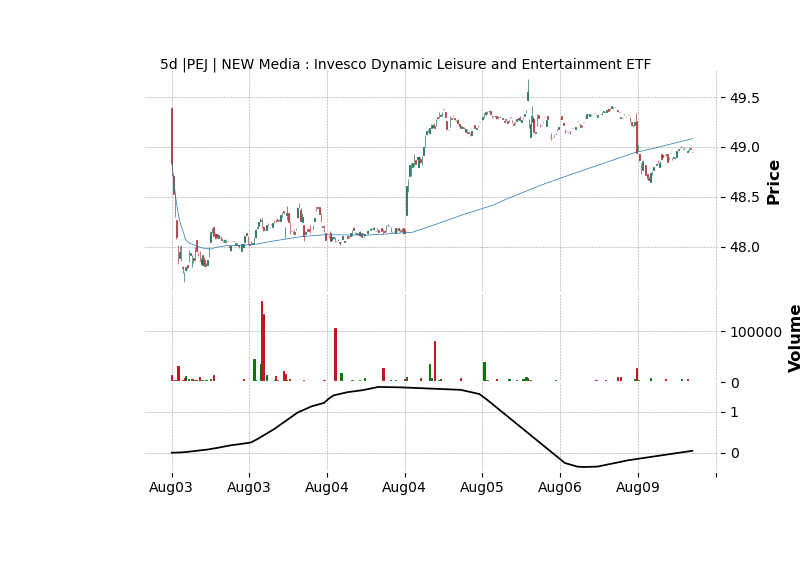 5d |PEJ | NEW Media : Invesco Dynamic Leisure and Entertainment ETF
49.5
49.0
48.5
48.0
Price
100000
0
Volume
1
0
Aug03 Aug03 Aug04 Aug04 Aug05 Aug06 Aug09